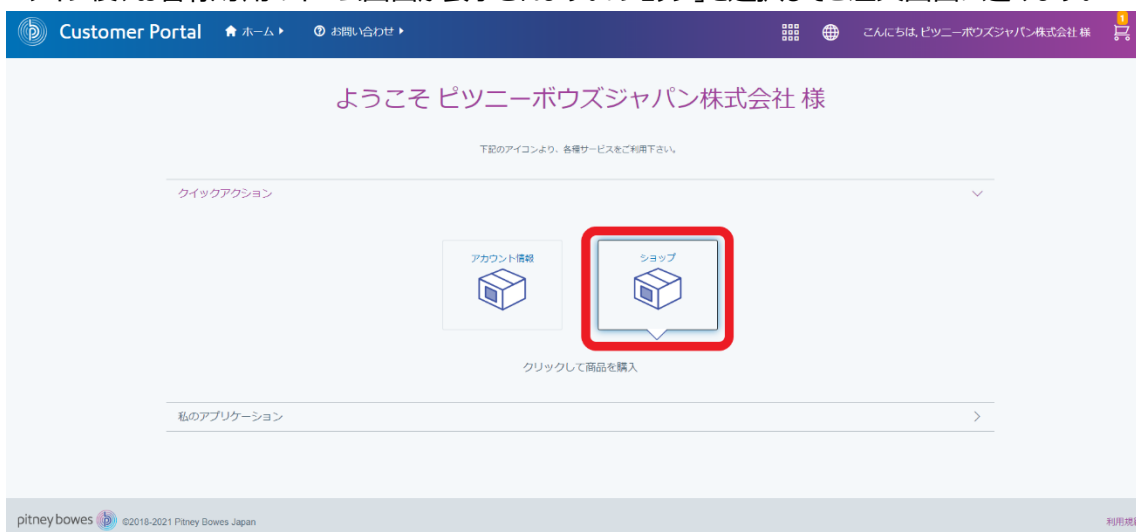 Customer Portal ホーム お問い合わせ こんにちは, ピツニーボウズジャパン株式会社 様 1
ようこそ ピツニーボウズジャパン株式会社 様
下記のアイコンより、各種サービスをご利用下さい。
クイックアクション
アカウント情報 ショップ
クリックして商品を購入
私のアプリケーション
pitney bowes ©2018-2021 Pitney Bowes Japan 利用規